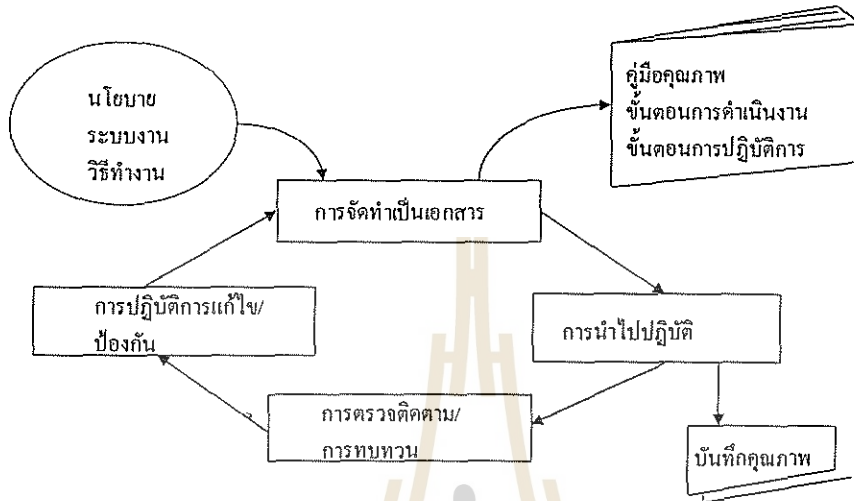 นโยบาย
ระบบงาน
วิธีทำงาน
คู่มือคุณภาพ
ขั้นตอนการดำเนินงาน
ขั้นตอนการปฏิบัติการ
การจัดทำเป็นเอกสาร
การปฏิบัติการแก้ไข/
ป้องกัน
การนำไปปฏิบัติ
การตรวจติดตาม/
การทบทวน
บันทึกคุณภาพ